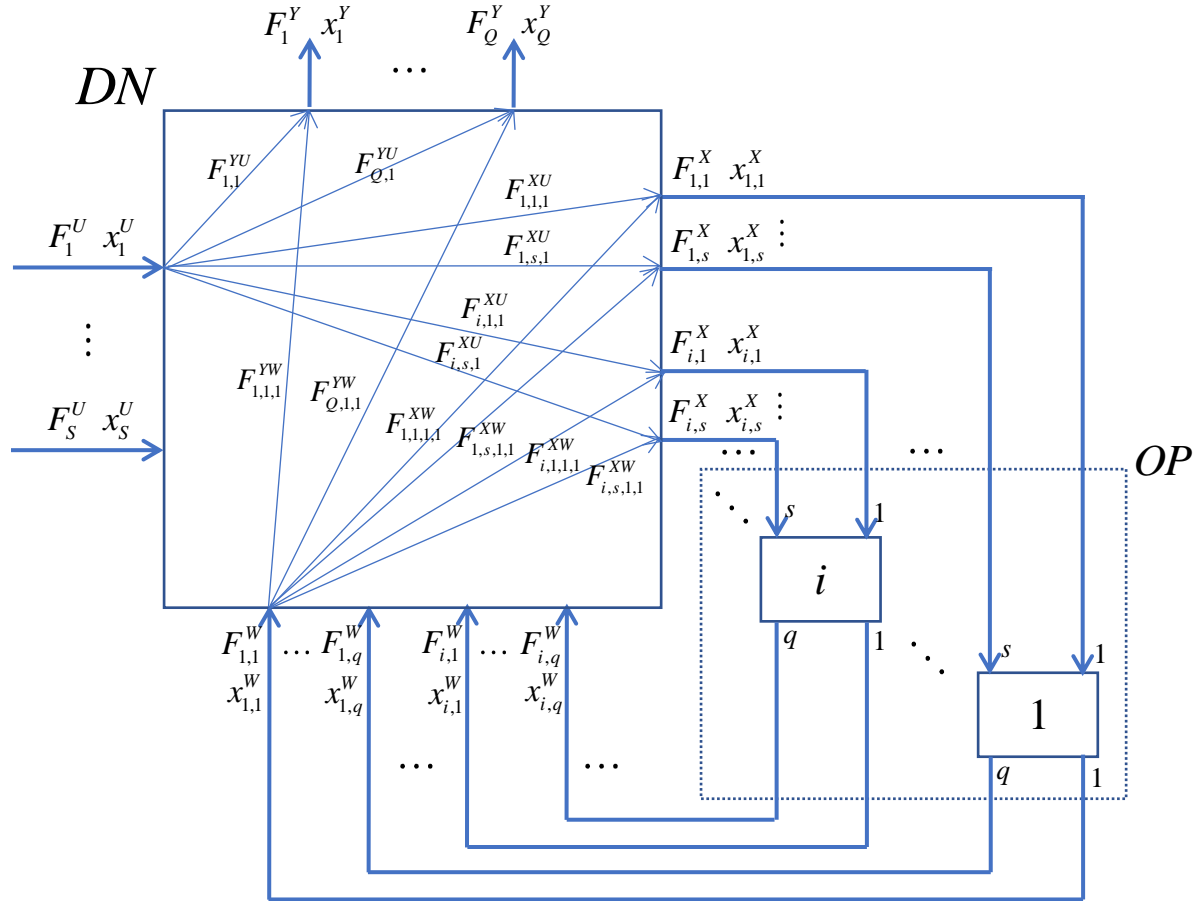 F_1^Y x_1^Y … F_Q^Y x_Q^Y
DN
F_{1,1}^{YU} F_{Q,1}^{YU}
F_{1,1,1}^{XU}
F_{1,1}^X x_{1,1}^X
F_1^U x_1^U
F_{1,s,1}^{XU}
F_{1,s}^X x_{1,s}^X ⋮
⋮
F_{i,1,1}^{XU}
F_{i,s,1}^{XU}
F_{i,1}^X x_{i,1}^X
F_{1,1,1}^{YW} F_{Q,1,1}^{YW}
F_S^U x_S^U
F_{1,1,1,1}^{XW} F_{1,s,1,1}^{XW} F_{i,1,1,1}^{XW} F_{i,s,1,1}^{XW}
F_{i,s}^X x_{i,s}^X ⋮
… …
OP
⋱ s 1
i
q 1
F_{1,1}^W … F_{1,q}^W F_{i,1}^W … F_{i,q}^W
x_{1,1}^W x_{1,q}^W x_{i,1}^W x_{i,q}^W
⋱ s 1
1
… …
q 1